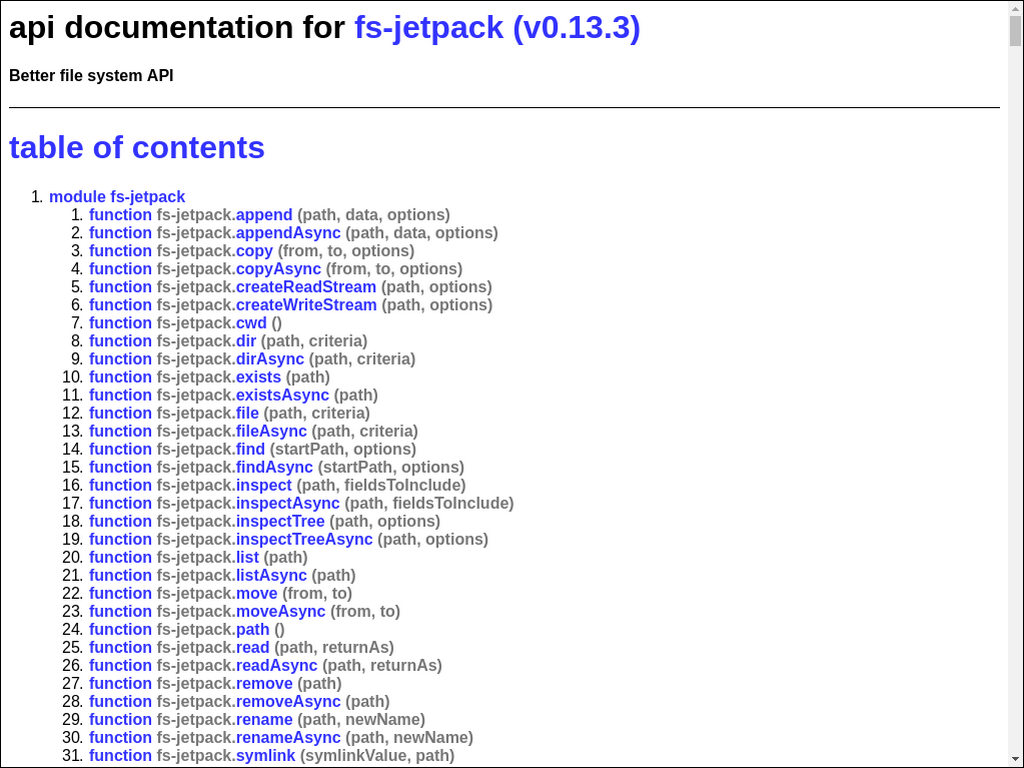 api documentation for fs-jetpack (v0.13.3)
Better file system API
table of contents
1. module fs-jetpack
1. function fs-jetpack.append (path, data, options)
2. function fs-jetpack.appendAsync (path, data, options)
3. function fs-jetpack.copy (from, to, options)
4. function fs-jetpack.copyAsync (from, to, options)
5. function fs-jetpack.createReadStream (path, options)
6. function fs-jetpack.createWriteStream (path, options)
7. function fs-jetpack.cwd ()
8. function fs-jetpack.dir (path, criteria)
9. function fs-jetpack.dirAsync (path, criteria)
10. function fs-jetpack.exists (path)
11. function fs-jetpack.existsAsync (path)
12. function fs-jetpack.file (path, criteria)
13. function fs-jetpack.fileAsync (path, criteria)
14. function fs-jetpack.find (startPath, options)
15. function fs-jetpack.findAsync (startPath, options)
16. function fs-jetpack.inspect (path, fieldsToInclude)
17. function fs-jetpack.inspectAsync (path, fieldsToInclude)
18. function fs-jetpack.inspectTree (path, options)
19. function fs-jetpack.inspectTreeAsync (path, options)
20. function fs-jetpack.list (path)
21. function fs-jetpack.listAsync (path)
22. function fs-jetpack.move (from, to)
23. function fs-jetpack.moveAsync (from, to)
24. function fs-jetpack.path ()
25. function fs-jetpack.read (path, returnAs)
26. function fs-jetpack.readAsync (path, returnAs)
27. function fs-jetpack.remove (path)
28. function fs-jetpack.removeAsync (path)
29. function fs-jetpack.rename (path, newName)
30. function fs-jetpack.renameAsync (path, newName)
31. function fs-jetpack.symlink (symlinkValue, path)